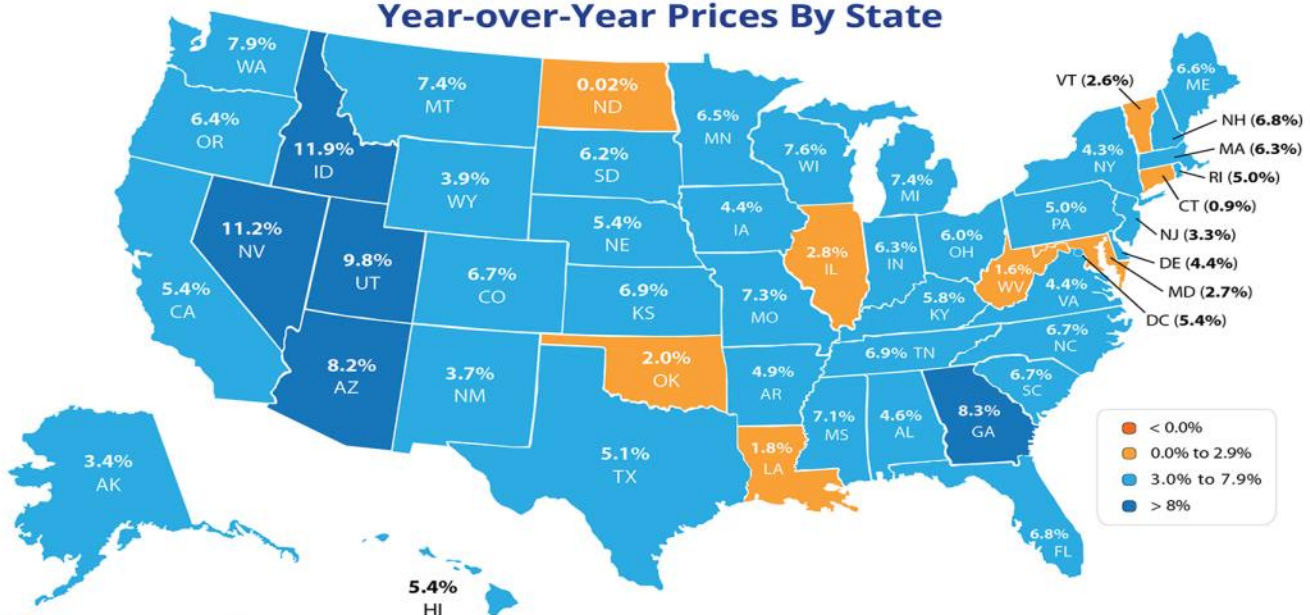 Year-over-Year Prices By State
7.9%
WA
7.4%
MT
0.02%
ND
6.5%
MN
7.6%
WI
7.4%
MI
VT (2.6%)
6.6%
ME
NH (6.8%)
MA (6.3%)
RI (5.0%)
CT (0.9%)
NJ (3.3%)
DE (4.4%)
MD (2.7%)
DC (5.4%)
6.4%
OR
11.9%
ID
3.9%
WY
6.2%
SD
4.4%
IA
4.3%
NY
5.0%
PA
11.2%
NV
9.8%
UT
6.7%
CO
5.4%
NE
6.9%
KS
7.3%
MO
2.8%
IL
6.3%
IN
6.0%
OH
1.6%
WV
4.4%
VA
5.8%
KY
5.4%
CA
8.2%
AZ
3.7%
NM
2.0%
OK
4.9%
AR
6.9% TN
6.7%
NC
6.7%
SC
5.1%
TX
1.8%
LA
7.1%
MS
4.6%
AL
8.3%
GA
6.8%
FL
3.4%
AK
5.4%
HI
< 0.0%
0.0% to 2.9%
3.0% to 7.9%
> 8%